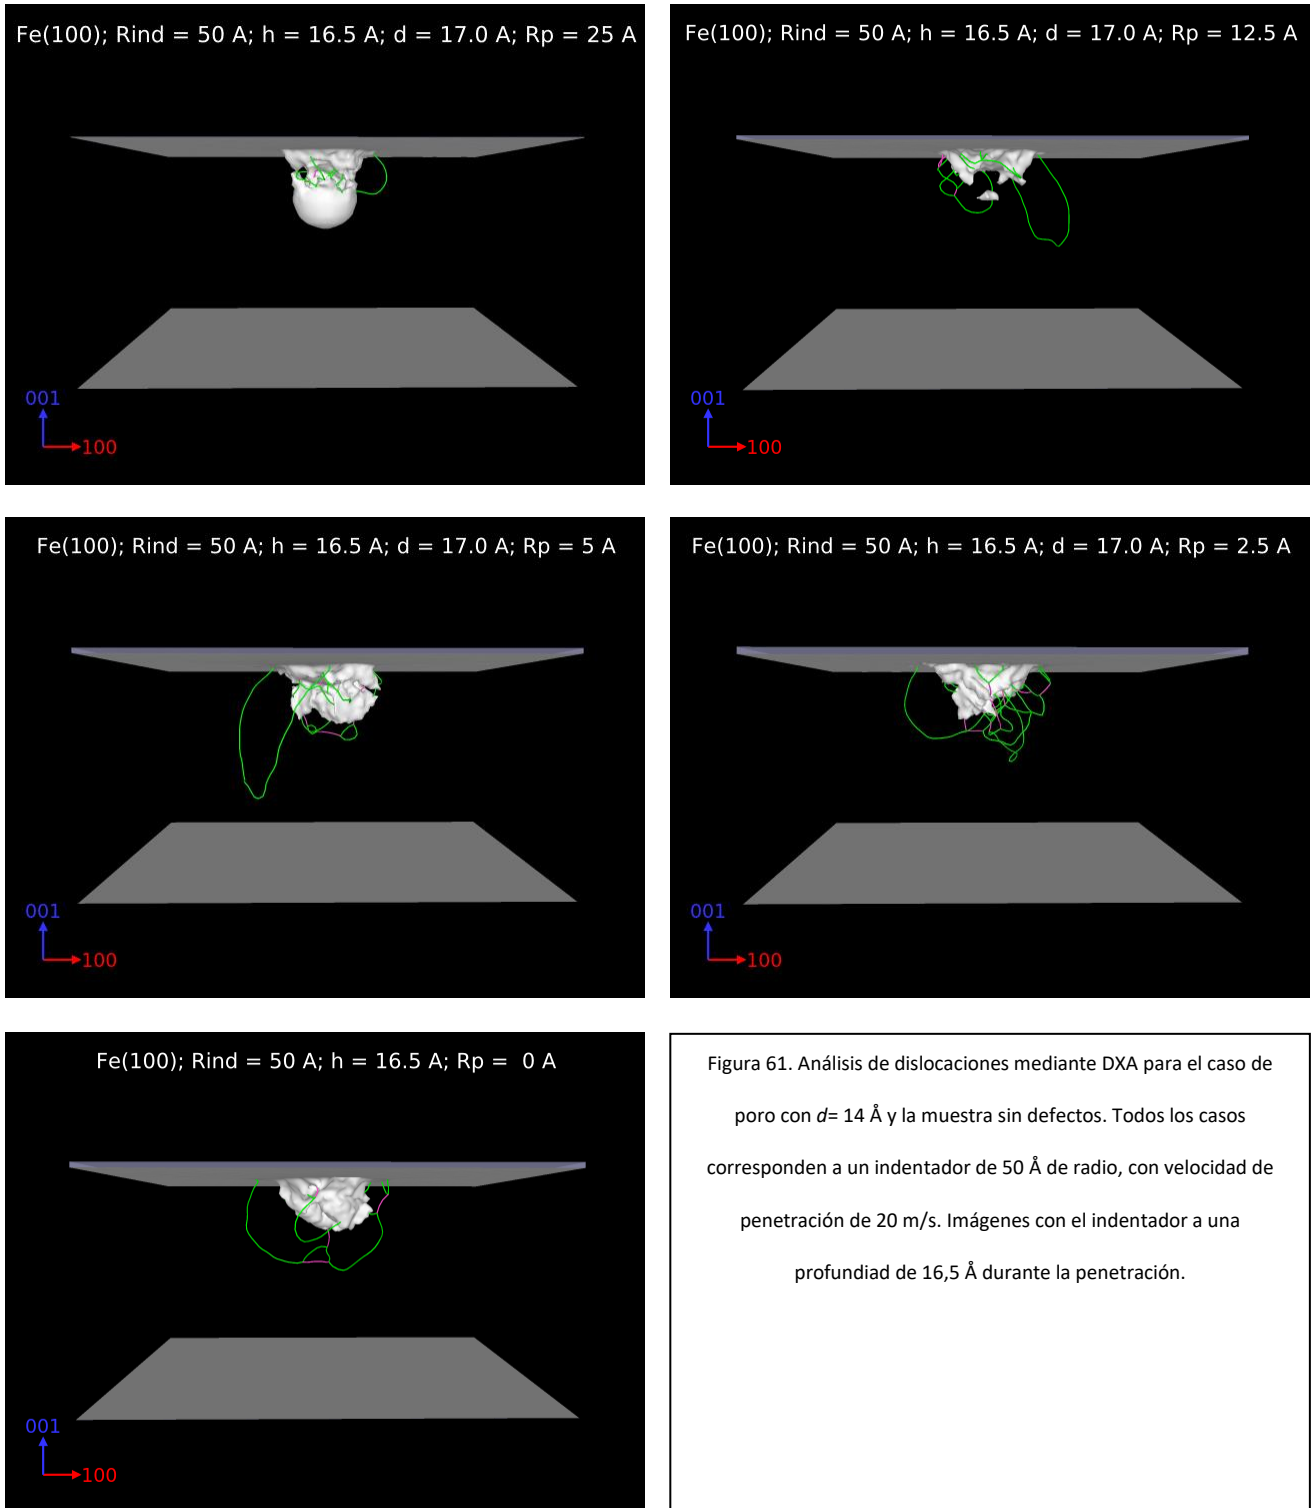 Fe(100); Rind = 50 A; h = 16.5 A; d = 17.0 A; Rp = 25 A
001
100
Fe(100); Rind = 50 A; h = 16.5 A; d = 17.0 A; Rp = 12.5 A
001
100
Fe(100); Rind = 50 A; h = 16.5 A; d = 17.0 A; Rp = 5 A
001
100
Fe(100); Rind = 50 A; h = 16.5 A; d = 17.0 A; Rp = 2.5 A
001
100
Fe(100); Rind = 50 A; h = 16.5 A; Rp =  0 A
001
100
Figura 61. Análisis de dislocaciones mediante DXA para el caso de
poro con d= 14 Å y la muestra sin defectos. Todos los casos
corresponden a un indentador de 50 Å de radio, con velocidad de
penetración de 20 m/s. Imágenes con el indentador a una
profundiad de 16,5 Å durante la penetración.